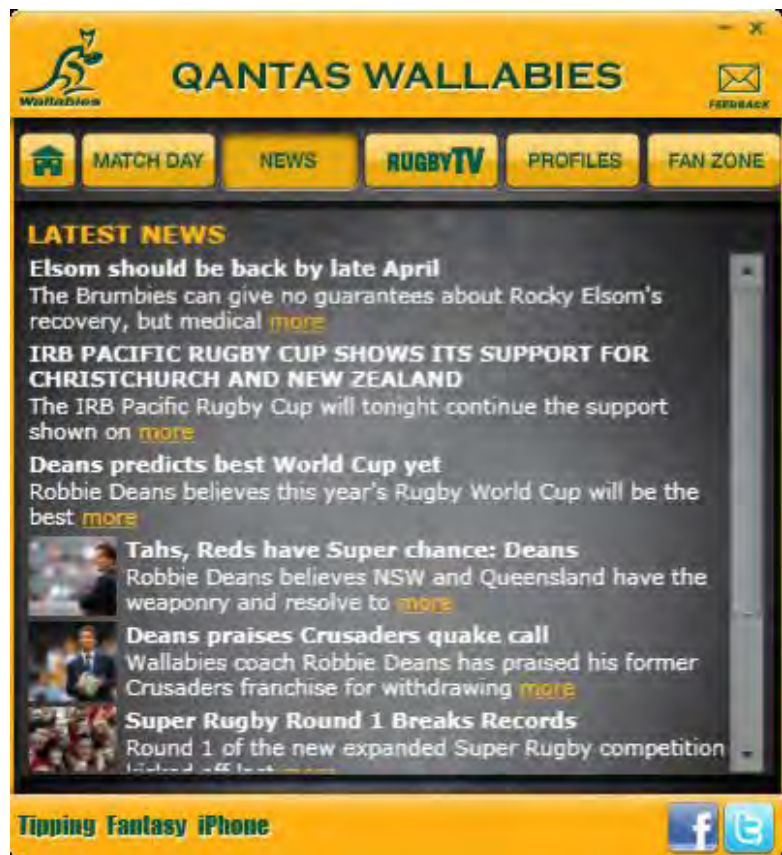 Wallabies
QANTAS WALLABIES
FEEDBACK
MATCH DAY
NEWS
RUGBYTV
PROFILES
FAN ZONE
LATEST NEWS
Elsom should be back by late April
The Brumbies can give no guarantees about Rocky Elsom's
recovery, but medical more
IRB PACIFIC RUGBY CUP SHOWS ITS SUPPORT FOR
CHRISTCHURCH AND NEW ZEALAND
The IRB Pacific Rugby Cup will tonight continue the support
shown on more
Deans predicts best World Cup yet
Robbie Deans believes this year's Rugby World Cup will be the
best more
Tahs, Reds have Super chance: Deans
Robbie Deans believes NSW and Queensland have the
weaponry and resolve to more
Deans praises Crusaders quake call
Wallabies coach Robbie Deans has praised his former
Crusaders franchise for withdrawing more
Super Rugby Round 1 Breaks Records
Round 1 of the new expanded Super Rugby competition
Tipping Fantasy iPhone